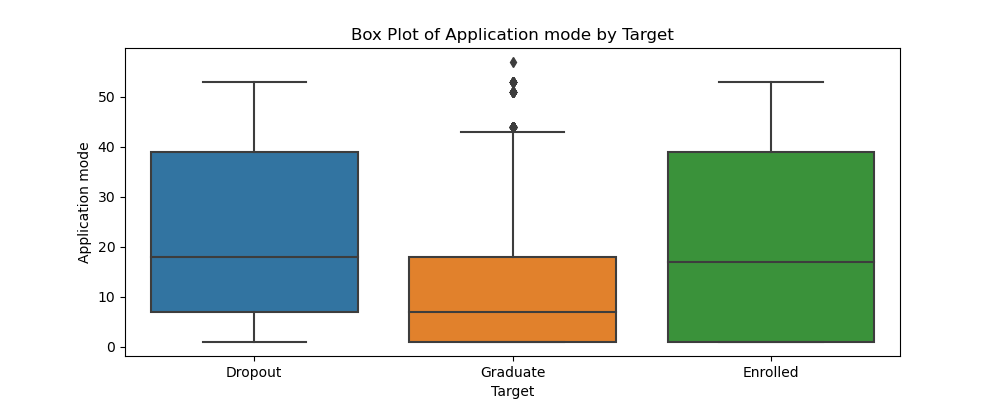 Box Plot of Application mode by Target
Application mode
50
40
30
20
10
0
Dropout Graduate Enrolled
Target